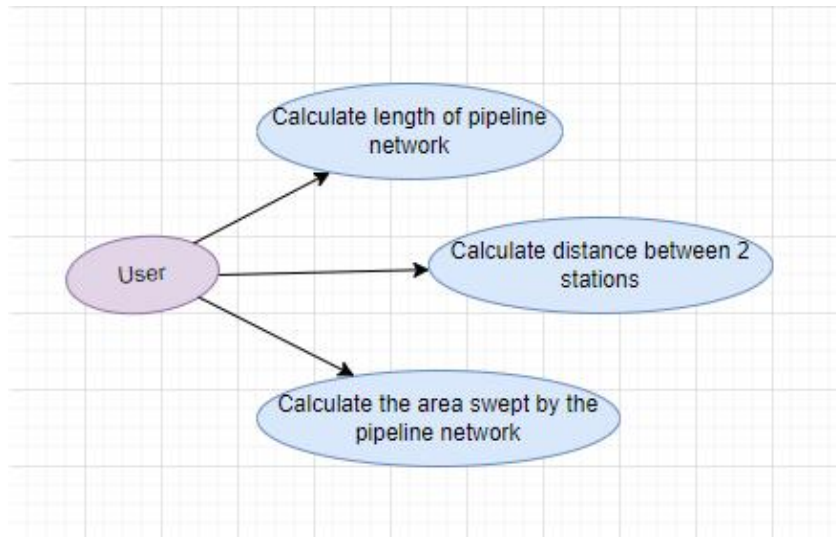 Calculate length of pipeline
network
User
Calculate distance between 2
stations
Calculate the area swept by the
pipeline network